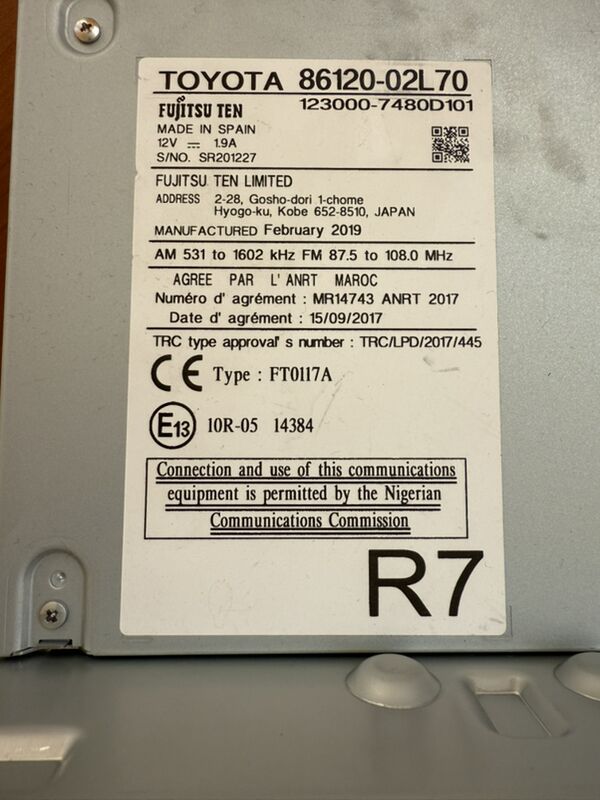 TOYOTA 86120-02L70
FUJITSU TEN 123000-7480D101
MADE IN SPAIN
12V ⎓ 1.9A
S/NO. SR201227
FUJITSU TEN LIMITED
ADDRESS 2-28, Gosho-dori 1-chome
Hyogo-ku, Kobe 652-8510, JAPAN
MANUFACTURED February 2019
AM 531 to 1602 kHz FM 87.5 to 108.0 MHz
AGREE PAR L' ANRT MAROC
Numéro d' agrément : MR14743 ANRT 2017
Date d' agrément : 15/09/2017
TRC type approval' s number : TRC/LPD/2017/445
CE Type : FT0117A
E13 10R-05 14384
Connection and use of this communications
equipment is permitted by the Nigerian
Communications Commission
R7